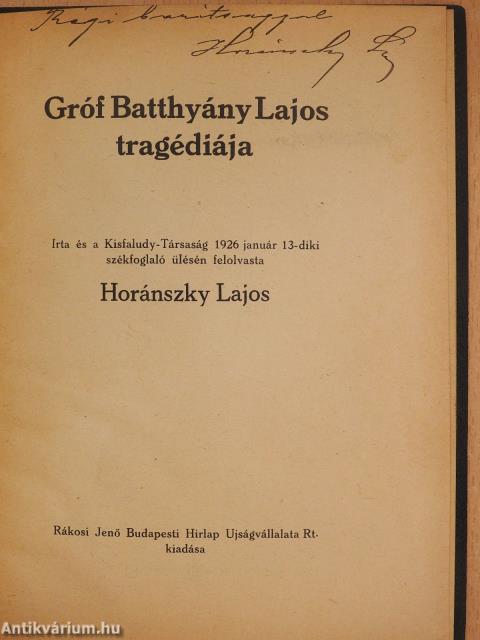 Régi barátsággal
Horánszky L
Gróf Batthyány Lajos
tragédiája
Irta és a Kisfaludy-Társaság 1926 január 13-diki
székfoglaló ülésén felolvasta
Horánszky Lajos
Rákosi Jenő Budapesti Hirlap Ujságvállalata Rt.
kiadása
Antikvárium.hu